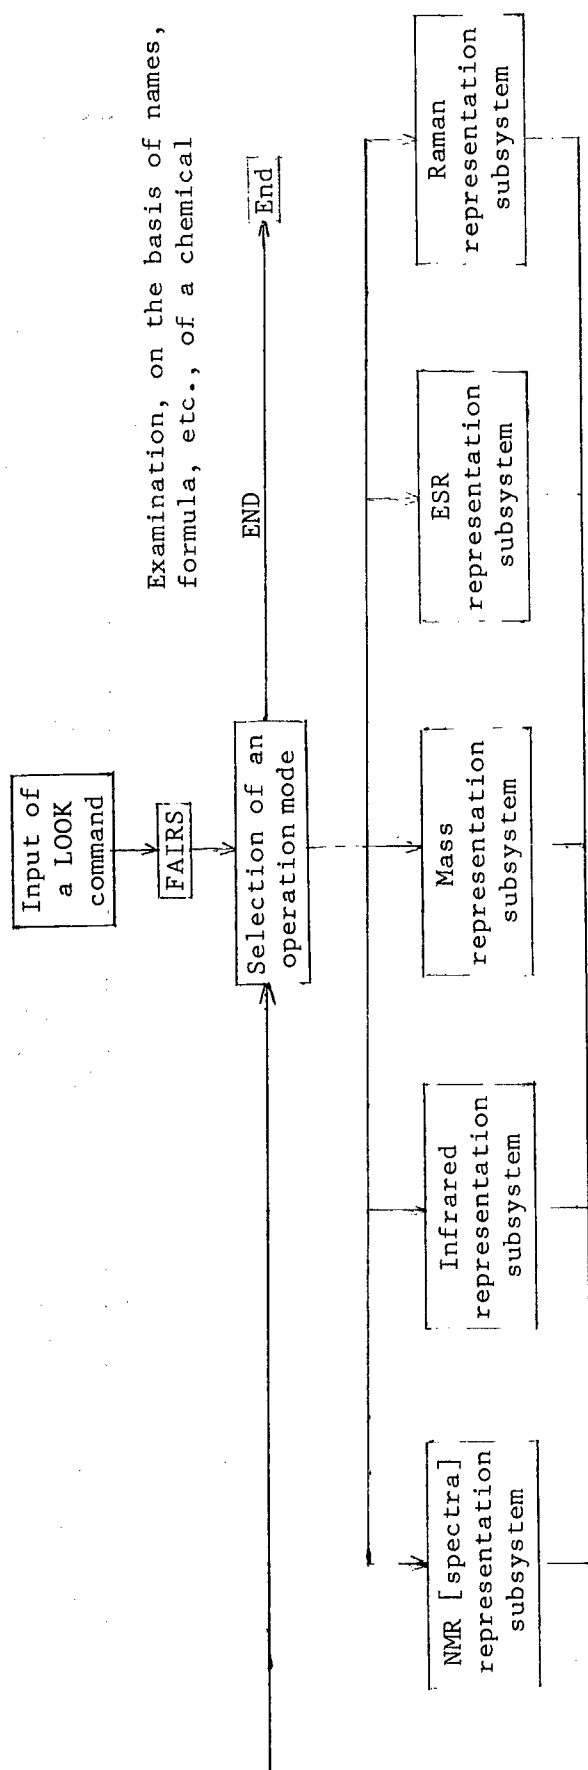 Input of
a LOOK
command
FAIRS
Examination, on the basis of names,
formula, etc., of a chemical
Selection of an
operation mode
END
End
NMR [spectra]
representation
subsystem
Infrared
representation
subsystem
Mass
representation
subsystem
ESR
representation
subsystem
Raman
representation
subsystem